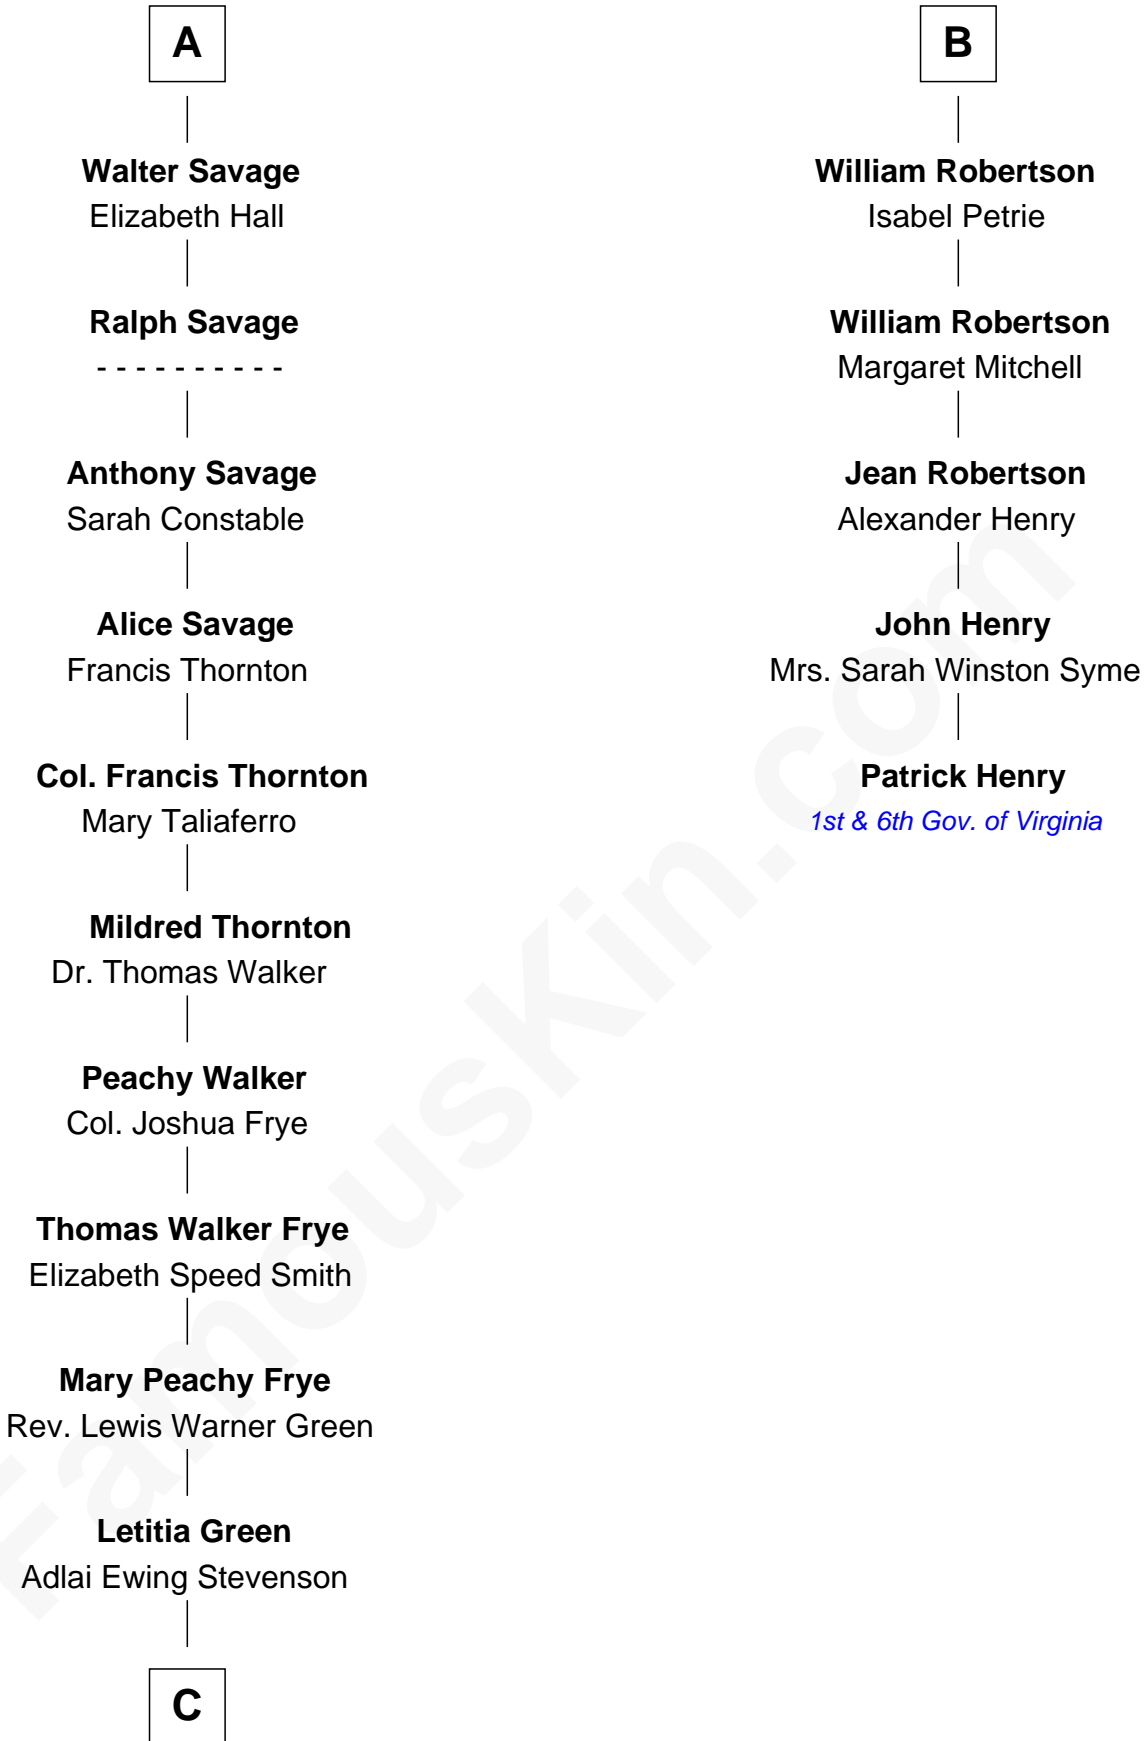 A
Walter Savage
Elizabeth Hall
Ralph Savage
- - - - - - - - - -
Anthony Savage
Sarah Constable
Alice Savage
Francis Thornton
Col. Francis Thornton
Mary Taliaferro
Mildred Thornton
Dr. Thomas Walker
Peachy Walker
Col. Joshua Frye
Thomas Walker Frye
Elizabeth Speed Smith
Mary Peachy Frye
Rev. Lewis Warner Green
Letitia Green
Adlai Ewing Stevenson
C
B
William Robertson
Isabel Petrie
William Robertson
Margaret Mitchell
Jean Robertson
Alexander Henry
John Henry
Mrs. Sarah Winston Syme
Patrick Henry
1st & 6th Gov. of Virginia
FamousKin.com